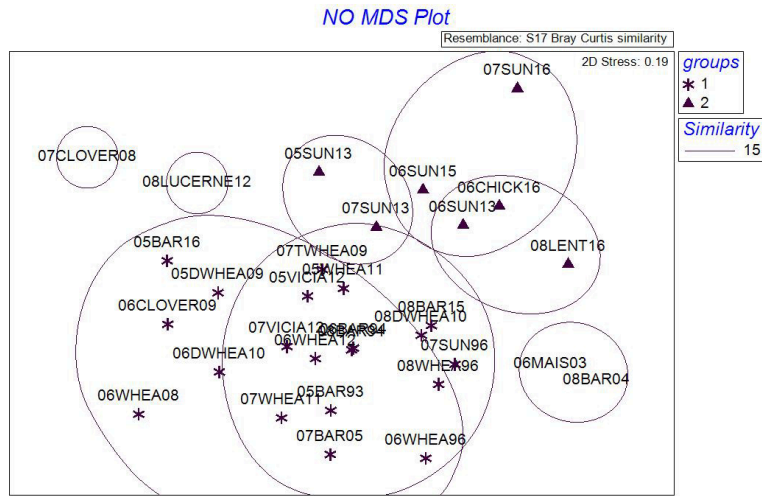 NO MDS Plot
Resemblance: S17 Bray Curtis similarity
2D Stress: 0.19
groups
1
2
Similarity
15
07SUN16
07CLOVER08
05SUN13
08LUCERNE12
06SUN15
06CHICK16
07SUN13
06SUN13
05BAR16
07TWHEA09
08LENT16
05DWHEA09
05WHEA11
05VICIA12
06CLOVER09
08BAR15
08DWHEA10
07VICIA12
06BAR94
06WHEA12
07SUN96
06DWHEA10
08WHEA96
06MAIS03
08BAR04
06WHEA08
05BAR93
07WHEA11
07BAR05
06WHEA96